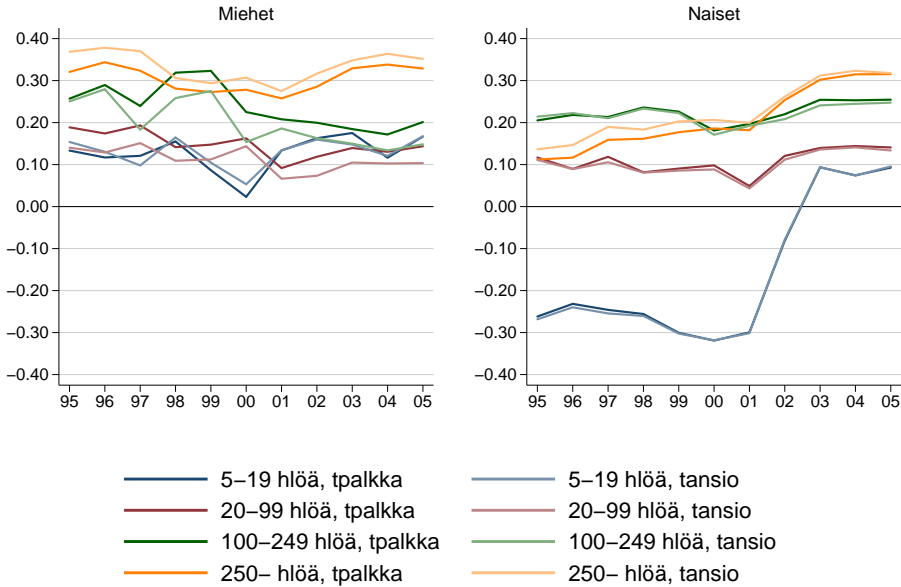 Miehet
Naiset
0.40
0.30
0.20
0.10
0.00
−0.10
−0.20
−0.30
−0.40
95 96 97 98 99 00 01 02 03 04 05
0.40
0.30
0.20
0.10
0.00
−0.10
−0.20
−0.30
−0.40
95 96 97 98 99 00 01 02 03 04 05
5−19 hlöä, tpalkka
5−19 hlöä, tansio
20−99 hlöä, tpalkka
20−99 hlöä, tansio
100−249 hlöä, tpalkka
100−249 hlöä, tansio
250− hlöä, tpalkka
250− hlöä, tansio